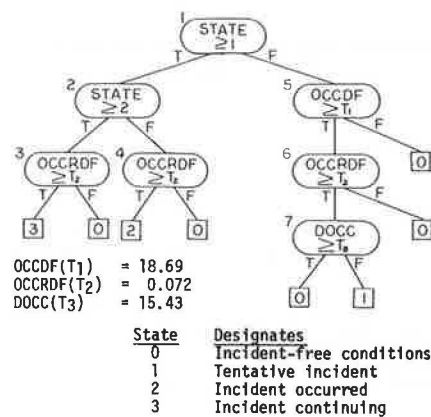 1
STATE
≥1
T F
2 5
STATE OCCDF
≥2 ≥T₁
T F T F
3 4 6 0
OCCRDF OCCRDF OCCRDF
≥T₂ ≥T₂ ≥T₂
T F T F T F
7 0
3 0 2 0 DOCC
≥T₃
T F
0 1
OCCDF(T1) = 18.69
OCCRDF(T2) = 0.072
DOCC(T3) = 15.43
State Designates
0 Incident-free conditions
1 Tentative incident
2 Incident occurred
3 Incident continuing